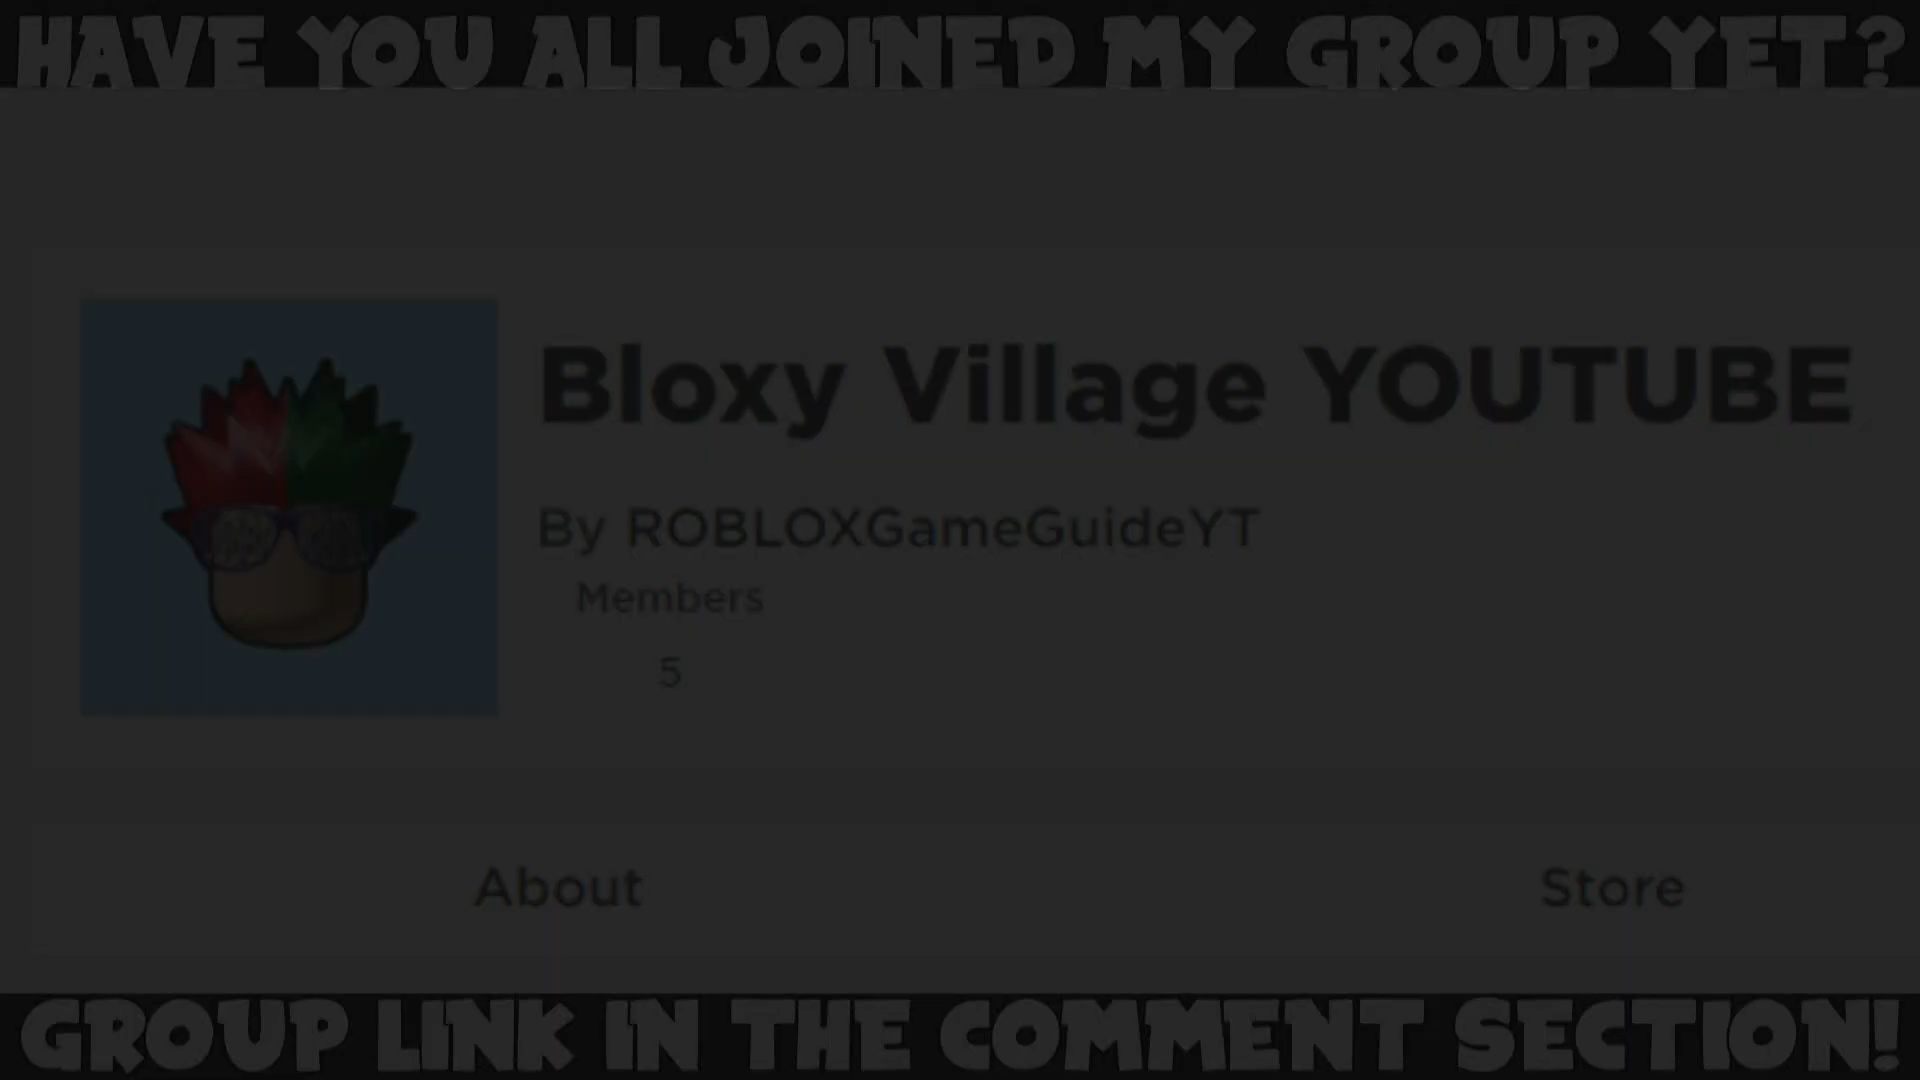 HAVE YOU ALL JOINED MY GROUP YET?
Bloxy Village YOUTUBE
By ROBLOXGameGuideYT
Members
5
About
Store
GROUP LINK IN THE COMMENT SECTION!